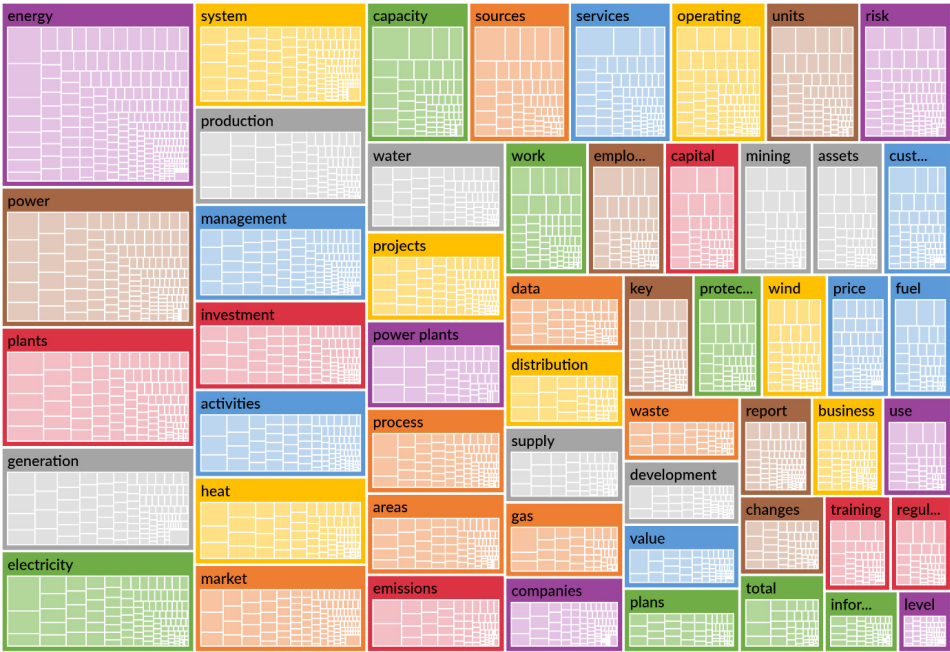 energy
power
plants
generation
electricity
system
production
management
investment
activities
heat
market
capacity
sources
services
operating
units
risk
water
projects
power plants
process
areas
emissions
work
emplo...
capital
mining
assets
cust...
data
distribution
supply
gas
companies
key
protec...
wind
price
fuel
waste
development
value
plans
report
business
use
changes
training
regul...
total
infor...
level